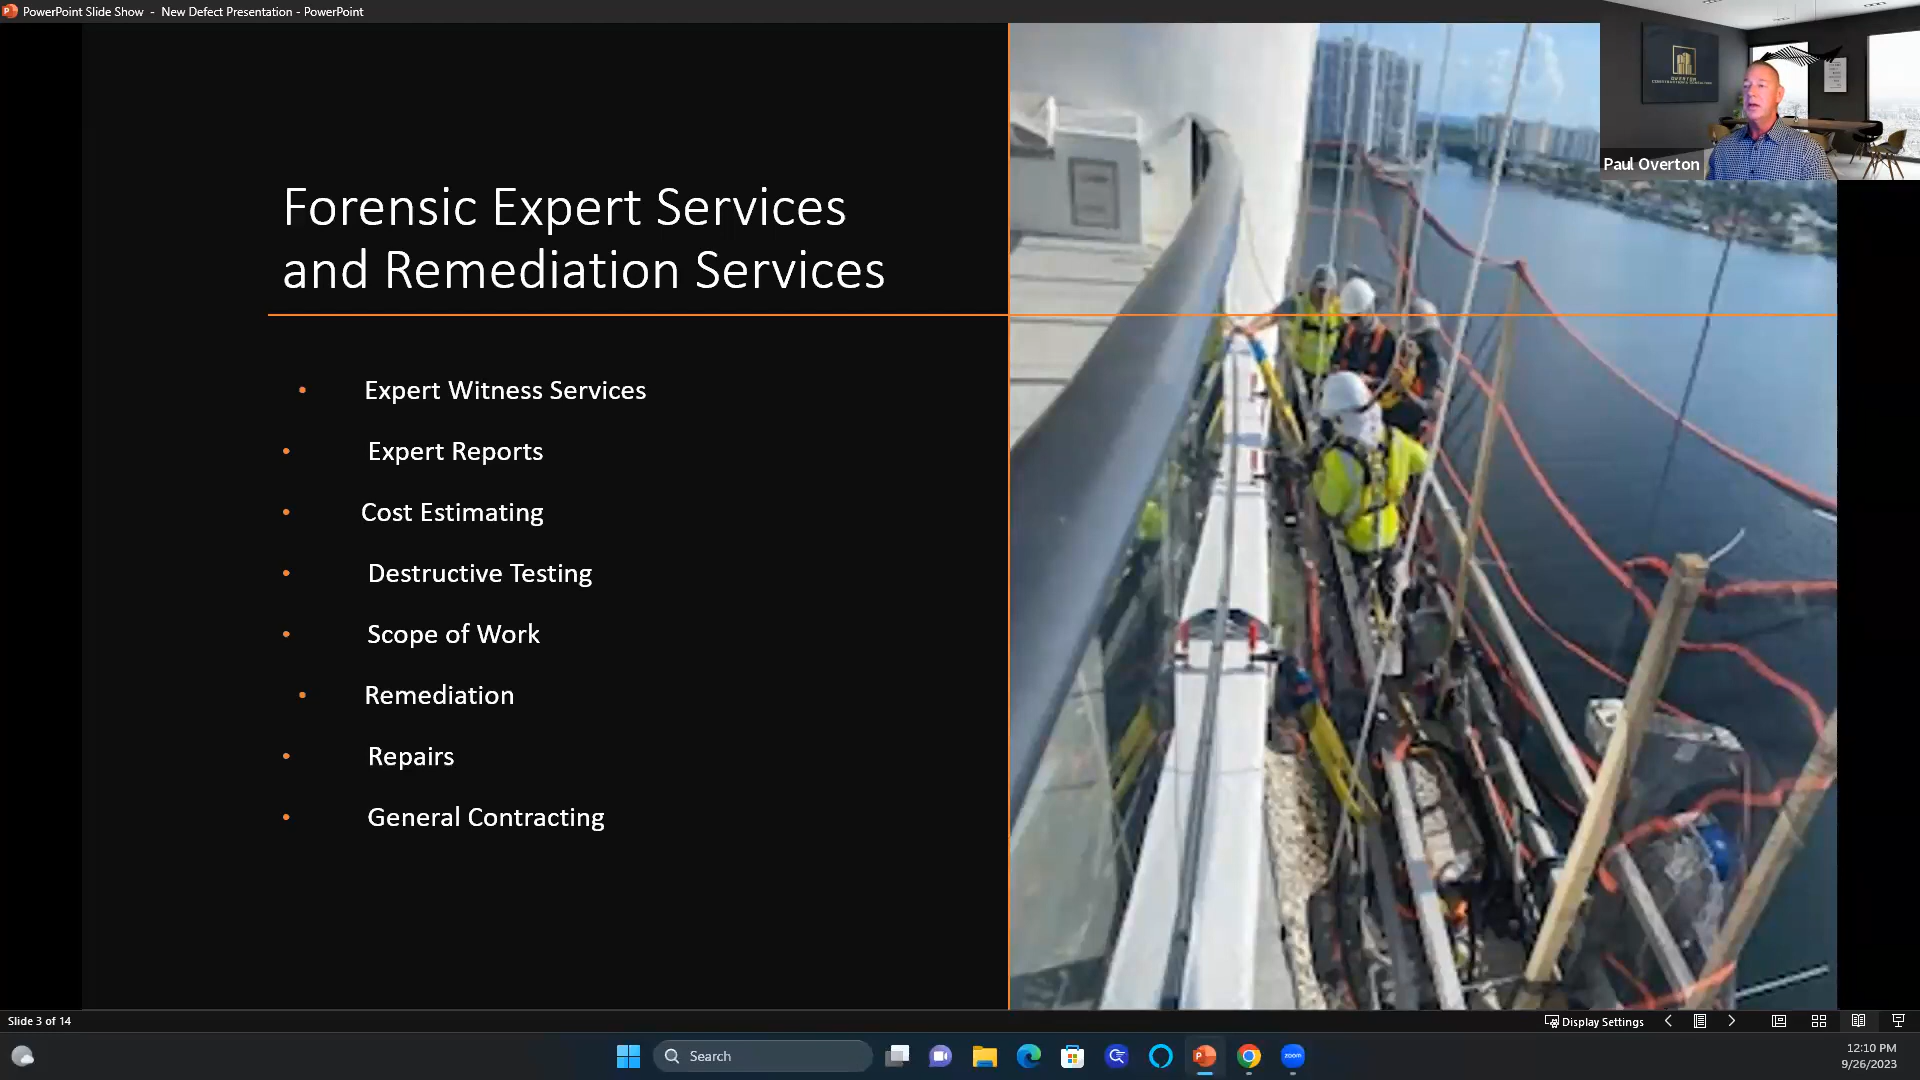 PowerPoint Slide Show - New Defect Presentation - PowerPoint
OVERTON
Paul Overton
Forensic Expert Services
and Remediation Services
• Expert Witness Services
• Expert Reports
• Cost Estimating
• Destructive Testing
• Scope of Work
• Remediation
• Repairs
• General Contracting
Slide 3 of 14
Display Settings
Search
zoom
12:10 PM
9/26/2023